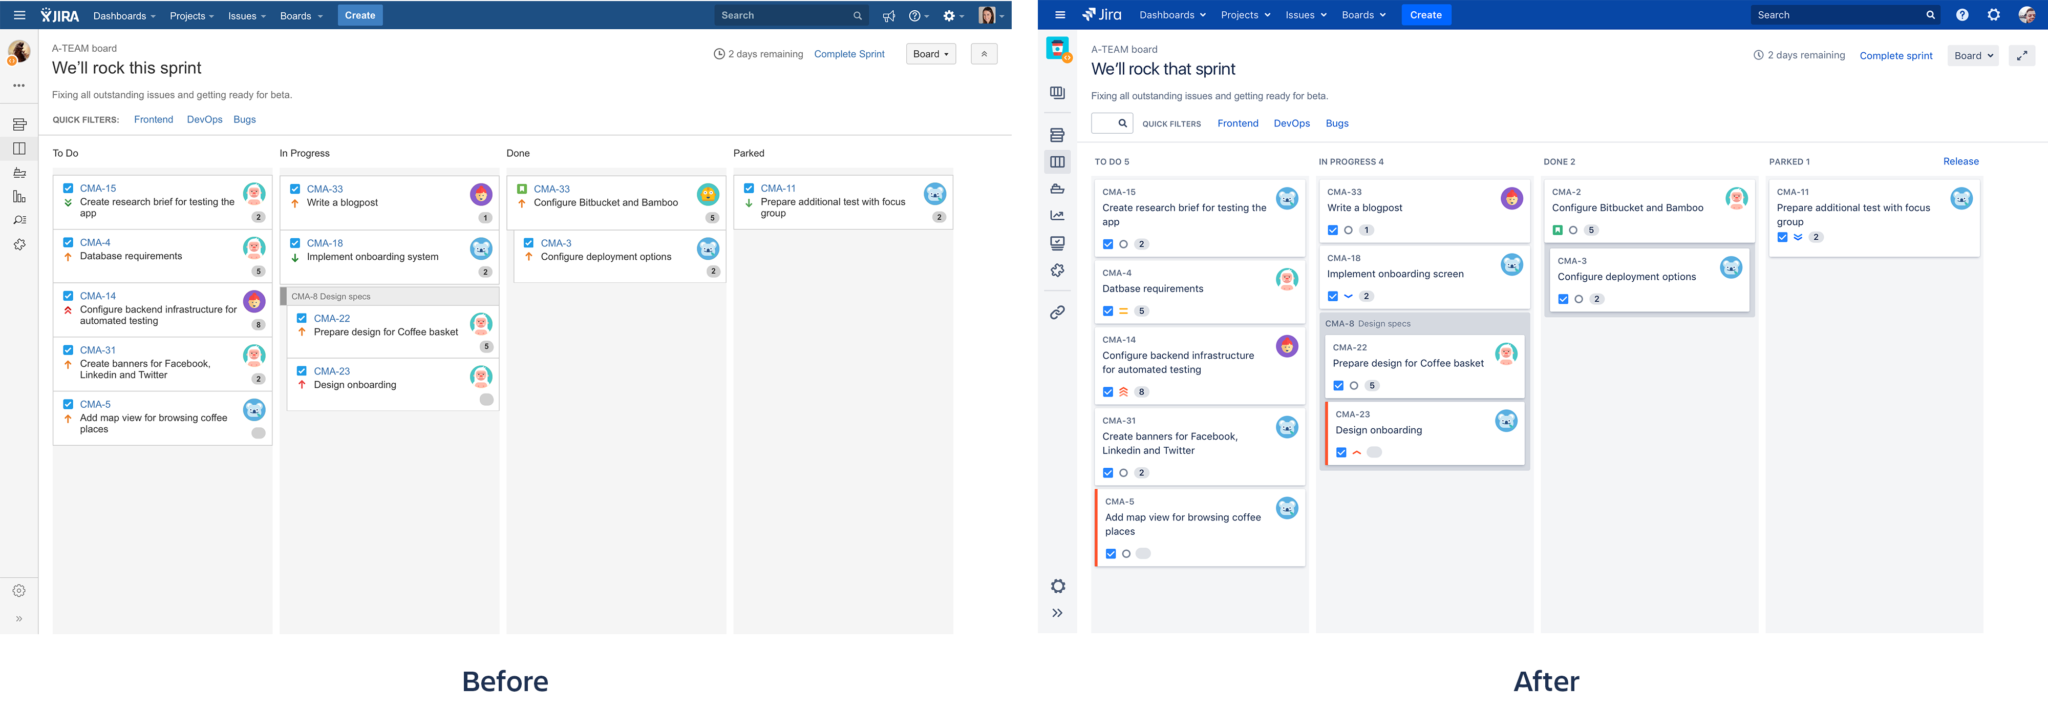 JIRA Dashboards Projects Issues Boards Create Search
A-TEAM board
We'll rock this sprint
2 days remaining Complete Sprint Board
Fixing all outstanding issues and getting ready for beta.
QUICK FILTERS: Frontend DevOps Bugs
To Do
CMA-15
Create research brief for testing the
app
2
CMA-4
Database requirements
5
CMA-14
Configure backend infrastructure for
automated testing
8
CMA-31
Create banners for Facebook,
Linkedin and Twitter
2
CMA-5
Add map view for browsing coffee
places
In Progress
CMA-33
Write a blogpost
1
CMA-18
Implement onboarding system
2
CMA-8 Design specs
CMA-22
Prepare design for Coffee basket
5
CMA-23
Design onboarding
Done
CMA-33
Configure Bitbucket and Bamboo
5
CMA-3
Configure deployment options
2
Parked
CMA-11
Prepare additional test with focus
group
2
Before
Jira Dashboards Projects Issues Boards Create Search
A-TEAM board
We'll rock that sprint
2 days remaining Complete sprint Board
Fixing all outstanding issues and getting ready for beta.
QUICK FILTERS Frontend DevOps Bugs
TO DO 5
CMA-15
Create research brief for testing the
app
2
CMA-4
Datbase requirements
5
CMA-14
Configure backend infrastructure
for automated testing
8
CMA-31
Create banners for Facebook,
Linkedin and Twitter
2
CMA-5
Add map view for browsing coffee
places
IN PROGRESS 4
CMA-33
Write a blogpost
1
CMA-18
Implement onboarding screen
2
CMA-8 Design specs
CMA-22
Prepare design for Coffee basket
5
CMA-23
Design onboarding
DONE 2
CMA-2
Configure Bitbucket and Bamboo
5
CMA-3
Configure deployment options
2
PARKED 1 Release
CMA-11
Prepare additional test with focus
group
2
After